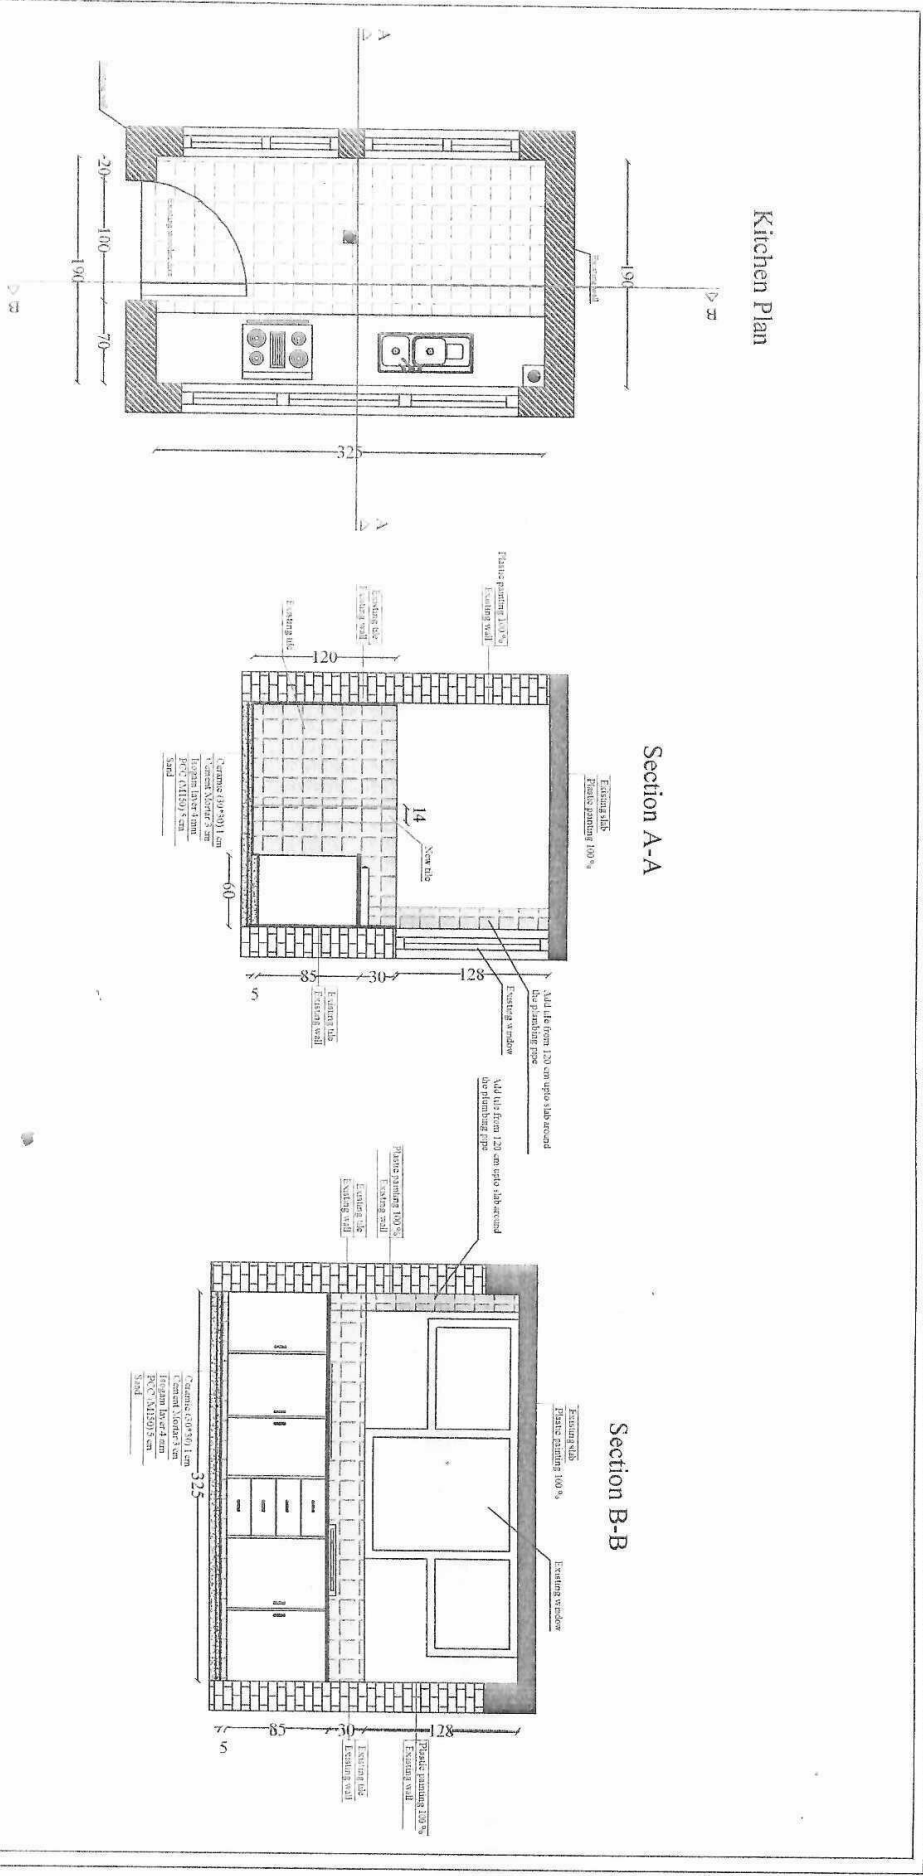 Kitchen Plan
B
190
A
A
325
Existing wooden door
20
100
70
190
B
Section A-A
Existing slab
Plastic painting 100 %
Plastic painting 100 %
Existing wall
Existing tile
Existing wall
Existing tile
120
14
New tile
Add tile from 120 cm upto slab around
the plumbing pipe
Existing window
128
30
85
5
Existing tile
Existing wall
60
Ceramic (30*30) 1 cm
Cement Mortar 3 cm
Isogam layer 4 mm
PCC (M150) 5 cm
Sand
Section B-B
Existing slab
Plastic painting 100 %
Existing window
Add tile from 120 cm upto slab around
the plumbing pipe
Plastic painting 100 %
Existing wall
Existing tile
Existing wall
Plastic painting 100 %
Existing wall
Existing tile
Existing wall
128
30
85
5
325
Ceramic (30*30) 1 cm
Cement Mortar 3 cm
Isogam layer 4 mm
PCC (M150) 5 cm
Sand